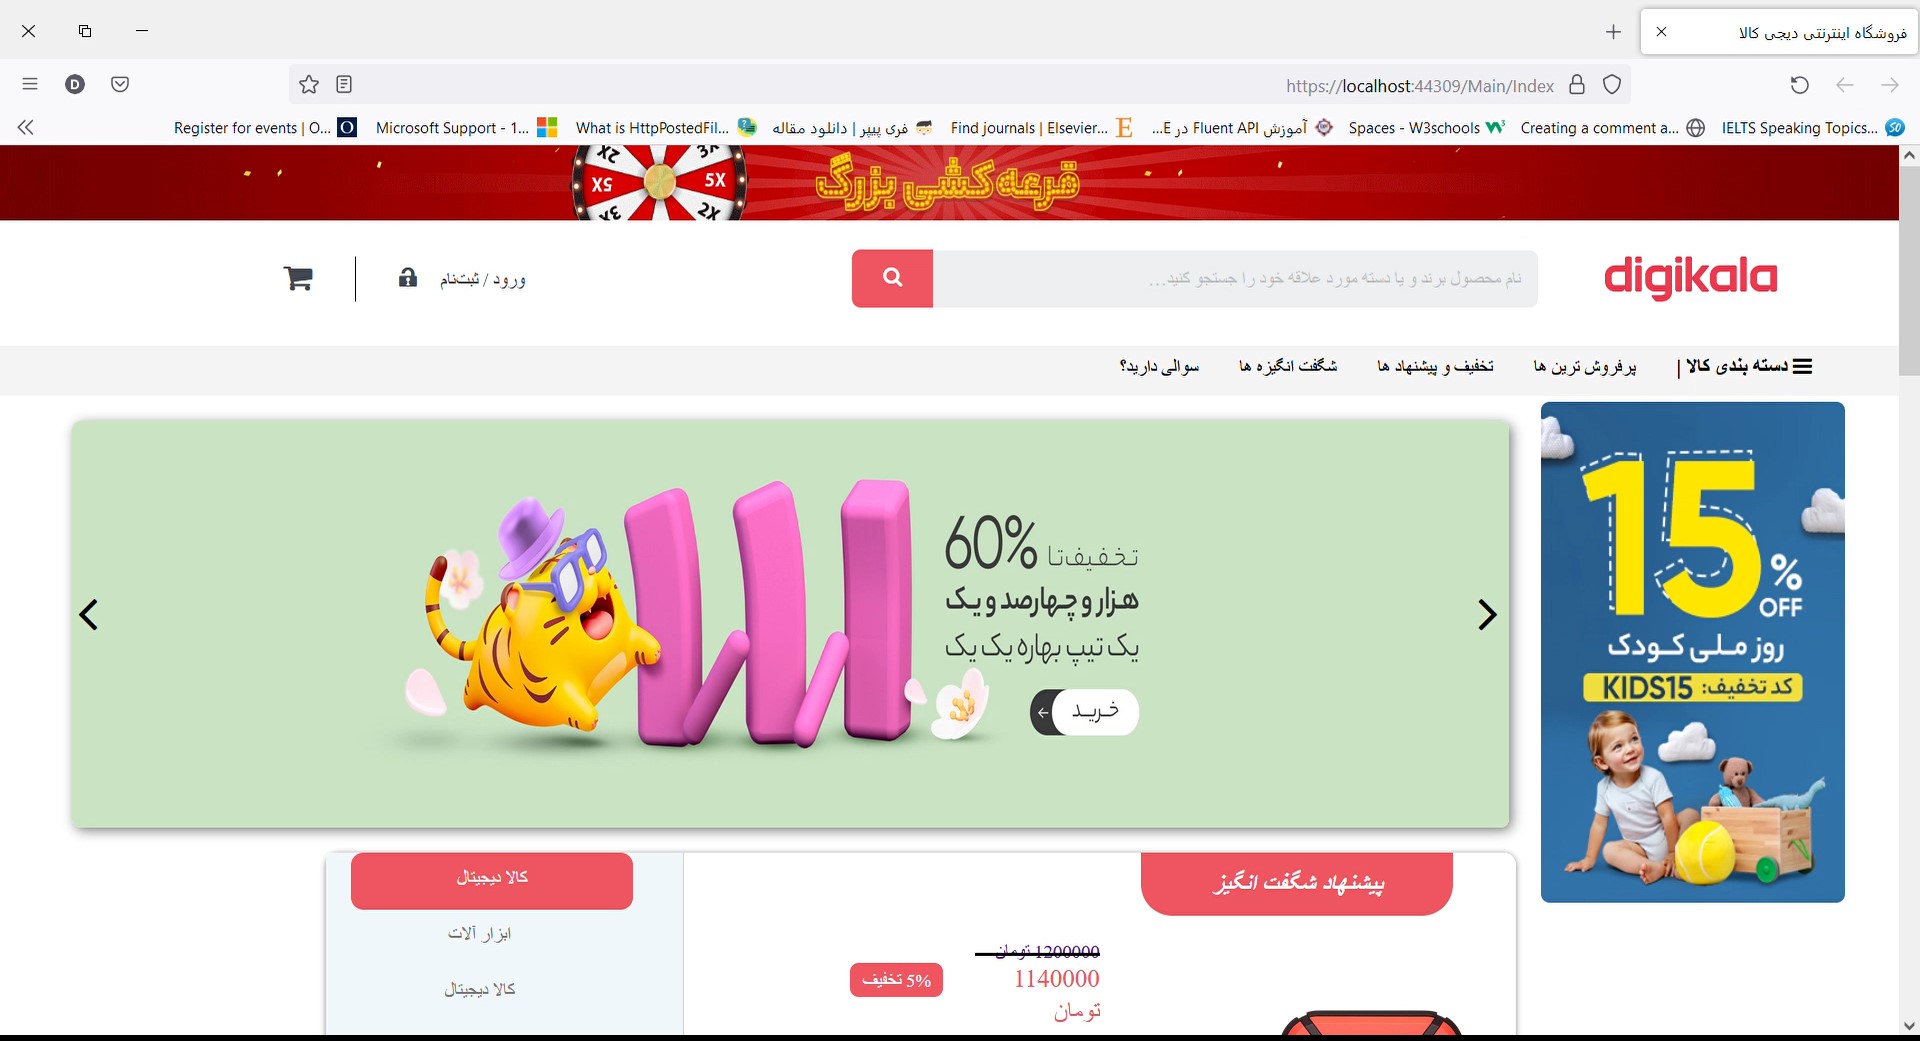 فروشگاه اینترنتی دیجی کالا
https://localhost:44309/Main/Index
D
IELTS Speaking Topics...
Creating a comment a...
Spaces - W3schools
آموزش Fluent API در E...
Find journals | Elsevier...
فری پیپر | دانلود مقاله
What is HttpPostedFil...
Microsoft Support - 1...
Register for events | O...
قرعه کشی بزرگ
2X 3X
5X 5X
3X 2X
digikala
نام محصول برند و یا دسته مورد علاقه خود را جستجو کنید...
ورود / ثبت‌نام
دسته بندی کالا |
پرفروش ترین ها
تخفیف و پیشنهاد ها
شگفت انگیزه ها
سوالی دارید؟
15 % OFF
روز ملی کودک
کد تخفیف: KIDS15
تخفیف تا 60%
هزار و چهارصد و یک
یک تیپ بهاره یک یک
خرید
پیشنهاد شگفت انگیز
1200000 تومان
1140000
تومان
5% تخفیف
کالا دیجیتال
ابزار آلات
کالا دیجیتال